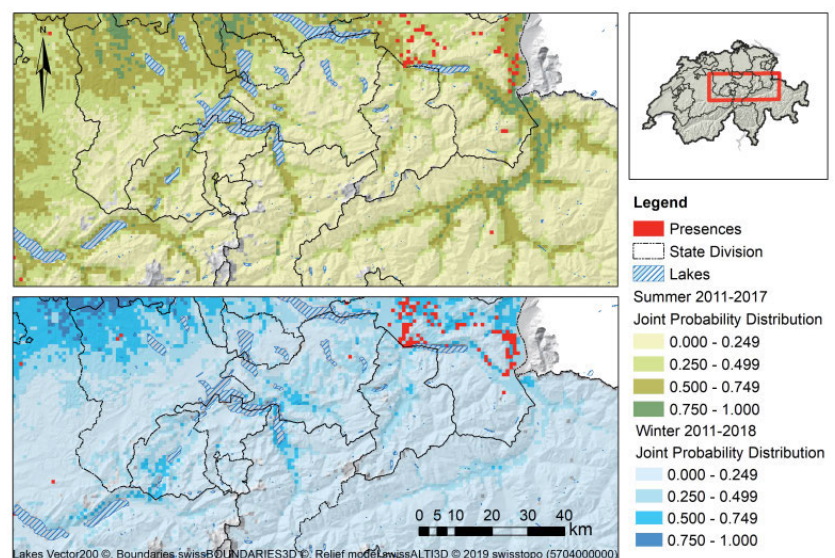 N
Legend
Presences
State Division
Lakes
Summer 2011-2017
Joint Probability Distribution
0.000 - 0.249
0.250 - 0.499
0.500 - 0.749
0.750 - 1.000
Winter 2011-2018
Joint Probability Distribution
0.000 - 0.249
0.250 - 0.499
0.500 - 0.749
0.750 - 1.000
0 5 10 20 30 40
km
Lakes Vector200 ©, Boundaries swissBOUNDARIES3D ©, Relief model swissALTI3D © 2019 swisstopo (5704000000)